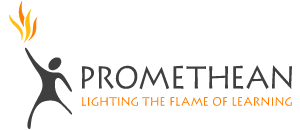 PROMETHEAN
LIGHTING THE FLAME OF LEARNING